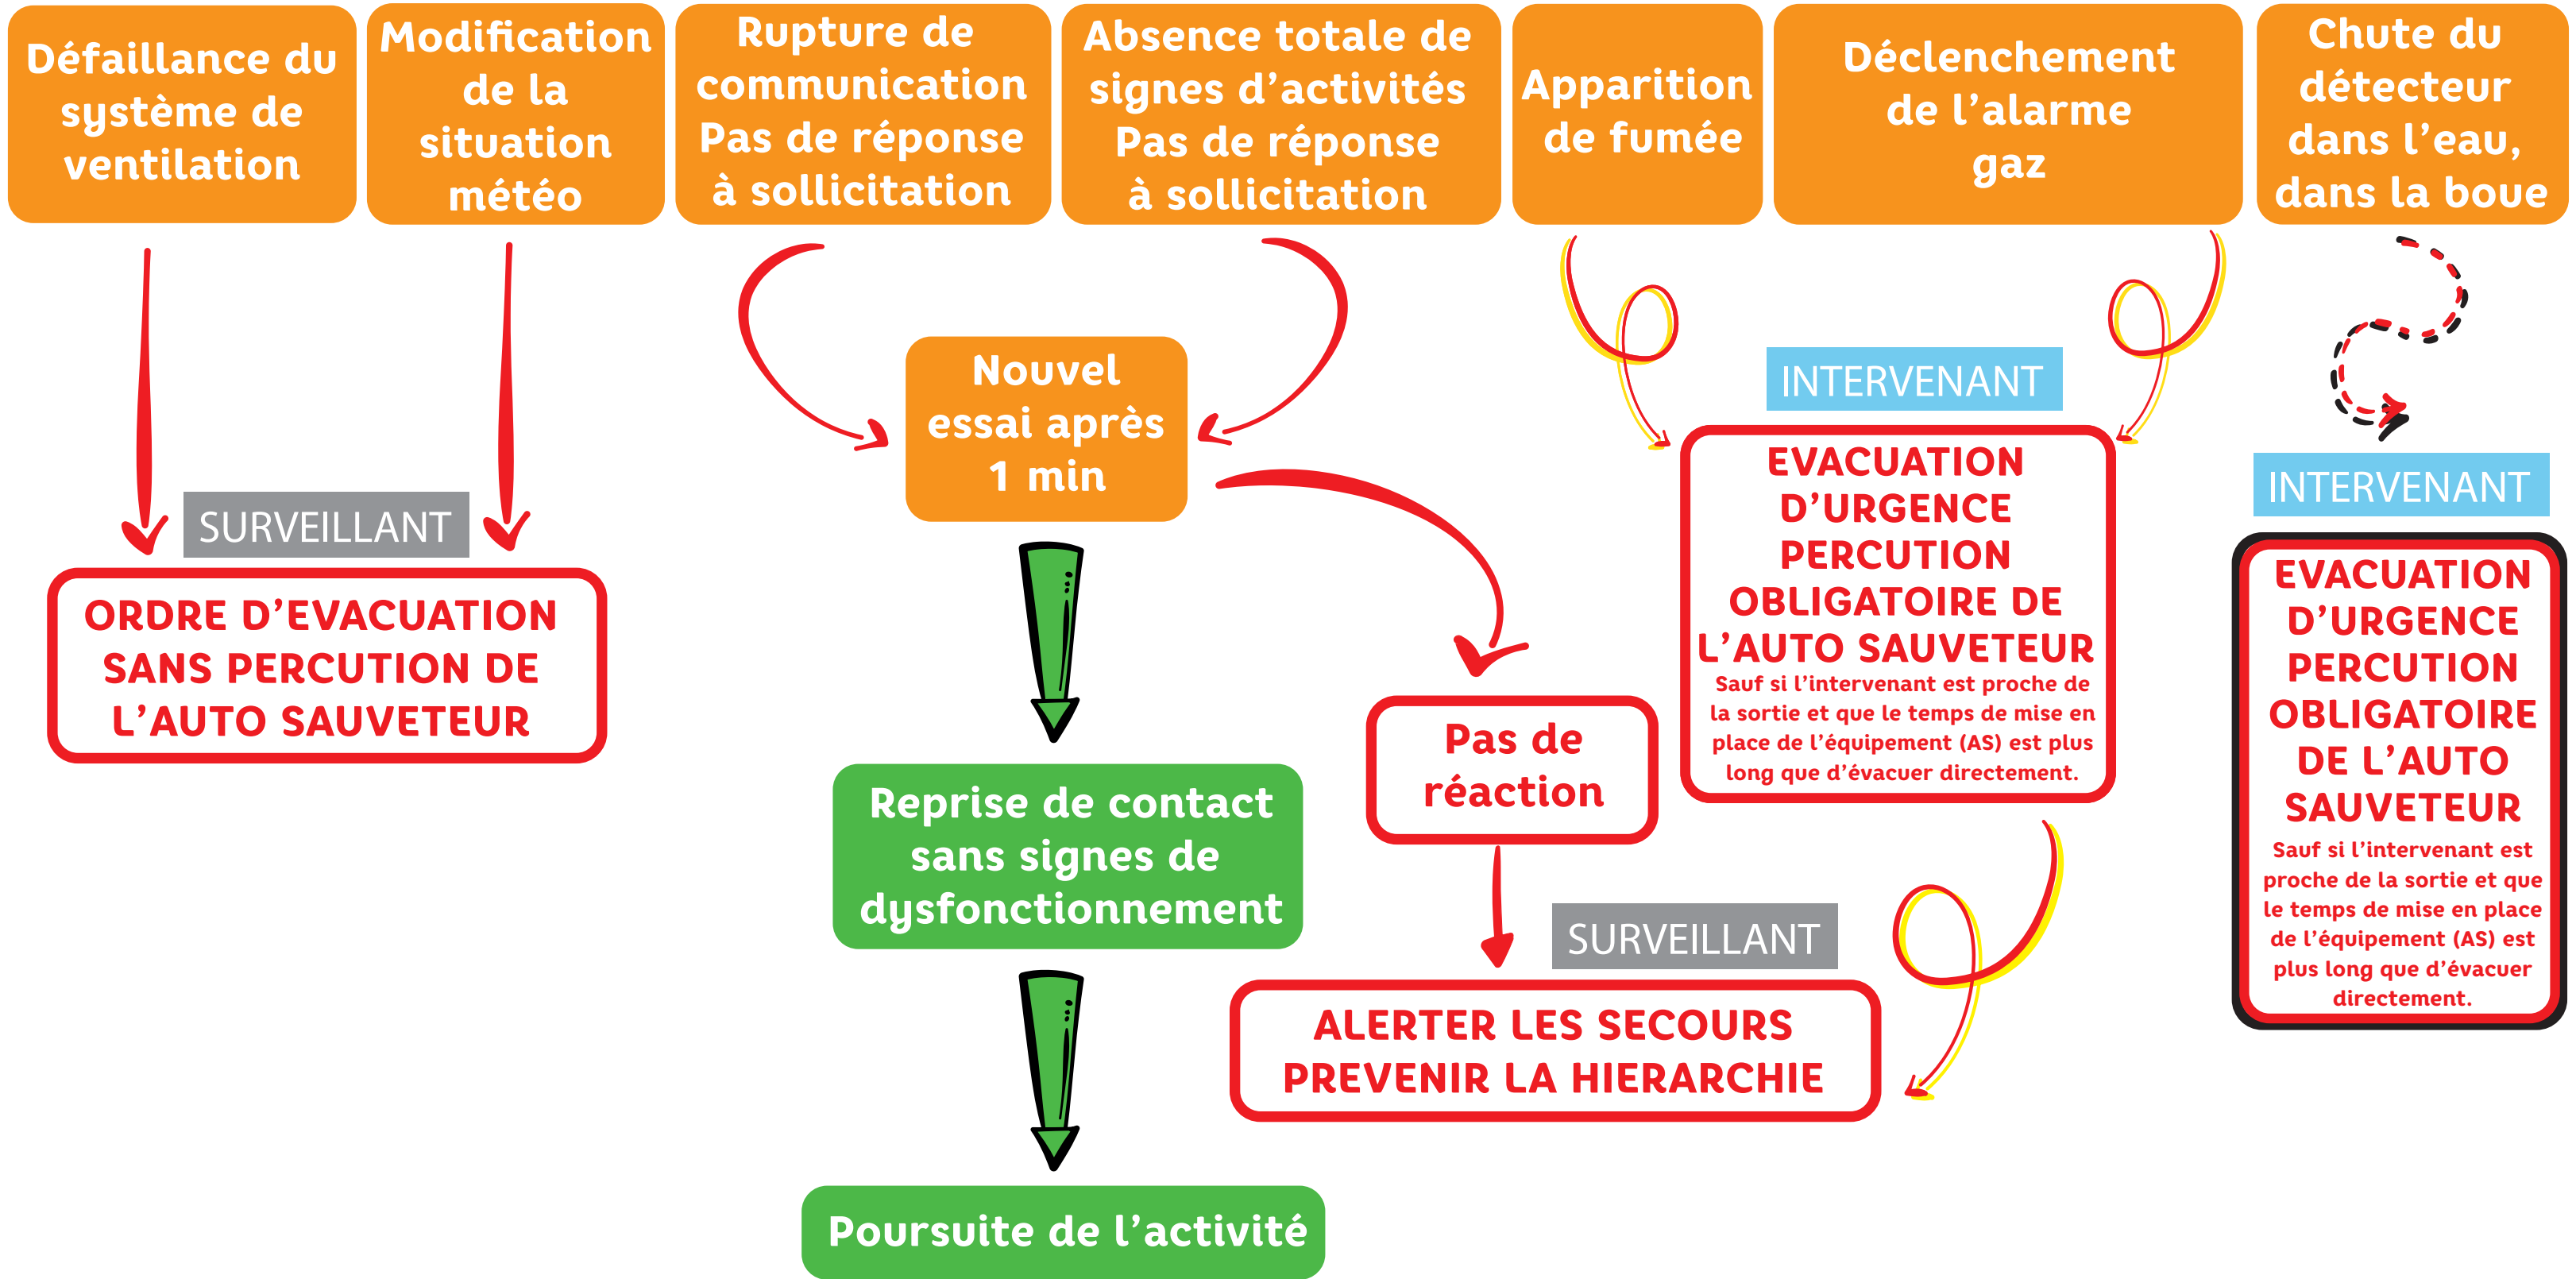 Défaillance du
système de
ventilation
Modification
de la
situation
météo
Rupture de
communication
Pas de réponse
à sollicitation
Absence totale de
signes d’activités
Pas de réponse
à sollicitation
Apparition
de fumée
Déclenchement
de l’alarme
gaz
Chute du
détecteur
dans l’eau,
dans la boue
SURVEILLANT
ORDRE D’EVACUATION
SANS PERCUTION DE
L’AUTO SAUVETEUR
Nouvel
essai après
1 min
Reprise de contact
sans signes de
dysfonctionnement
Poursuite de l’activité
Pas de
réaction
SURVEILLANT
ALERTER LES SECOURS
PREVENIR LA HIERARCHIE
INTERVENANT
EVACUATION
D’URGENCE
PERCUTION
OBLIGATOIRE DE
L’AUTO SAUVETEUR
Sauf si l’intervenant est proche de
la sortie et que le temps de mise en
place de l’équipement (AS) est plus
long que d’évacuer directement.
INTERVENANT
EVACUATION
D’URGENCE
PERCUTION
OBLIGATOIRE
DE L’AUTO
SAUVETEUR
Sauf si l’intervenant est
proche de la sortie et que
le temps de mise en place
de l’équipement (AS) est
plus long que d’évacuer
directement.